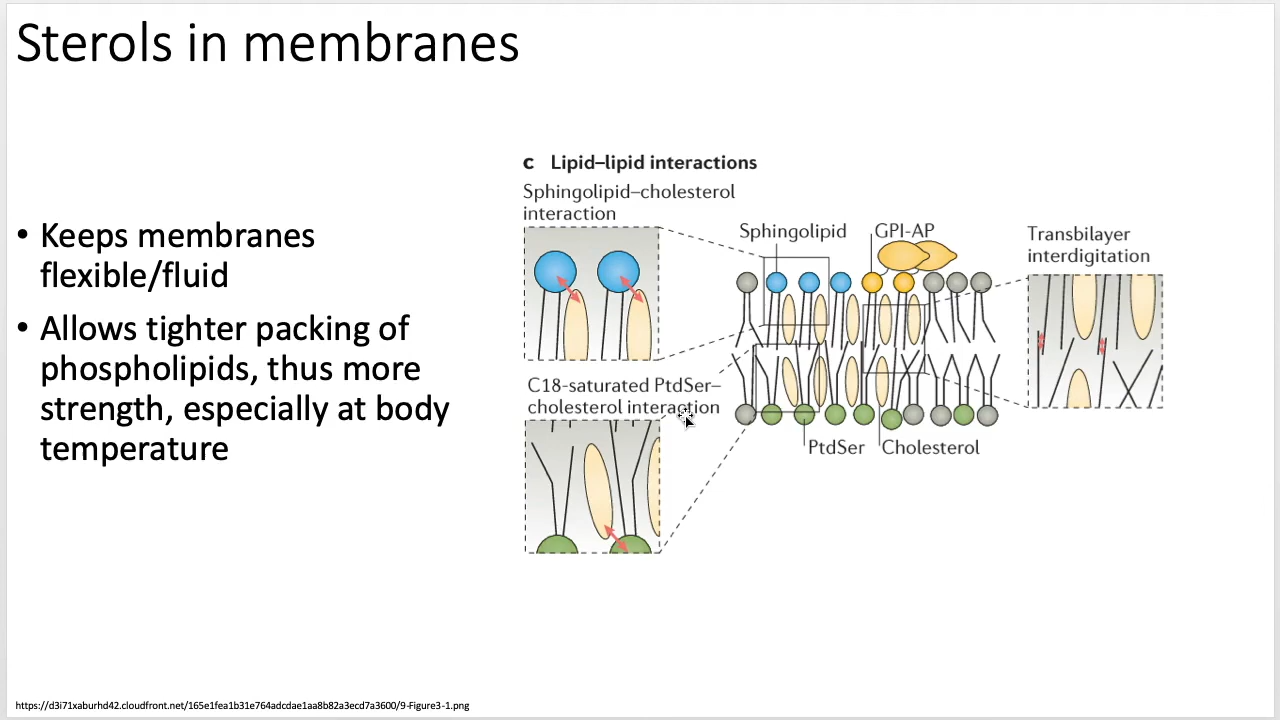 Sterols in membranes
• Keeps membranes
flexible/fluid
• Allows tighter packing of
phospholipids, thus more
strength, especially at body
temperature
c Lipid–lipid interactions
Sphingolipid–cholesterol
interaction
Sphingolipid
GPI-AP
Transbilayer
interdigitation
C18-saturated PtdSer–
cholesterol interaction
PtdSer
Cholesterol
https://d3i71xaburhd42.cloudfront.net/165e1fea1b31e764adcdae1aa8b82a3ecd7a3600/9-Figure3-1.png